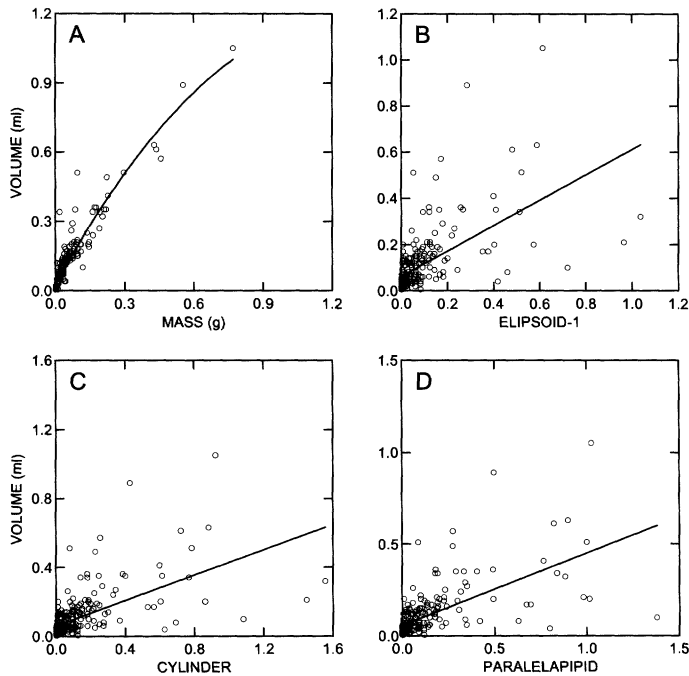 A
VOLUME (ml)
1.2
0.9
0.6
0.3
0.0
0.0 0.3 0.6 0.9 1.2
MASS (g)
B
1.2
1.0
0.8
0.6
0.4
0.2
0.0
0.0 0.2 0.4 0.6 0.8 1.0 1.2
ELIPSOID-1
C
VOLUME (ml)
1.6
1.2
0.8
0.4
0.0
0.0 0.4 0.8 1.2 1.6
CYLINDER
D
1.5
1.0
0.5
0.0
0.0 0.5 1.0 1.5
PARALELAPIPID